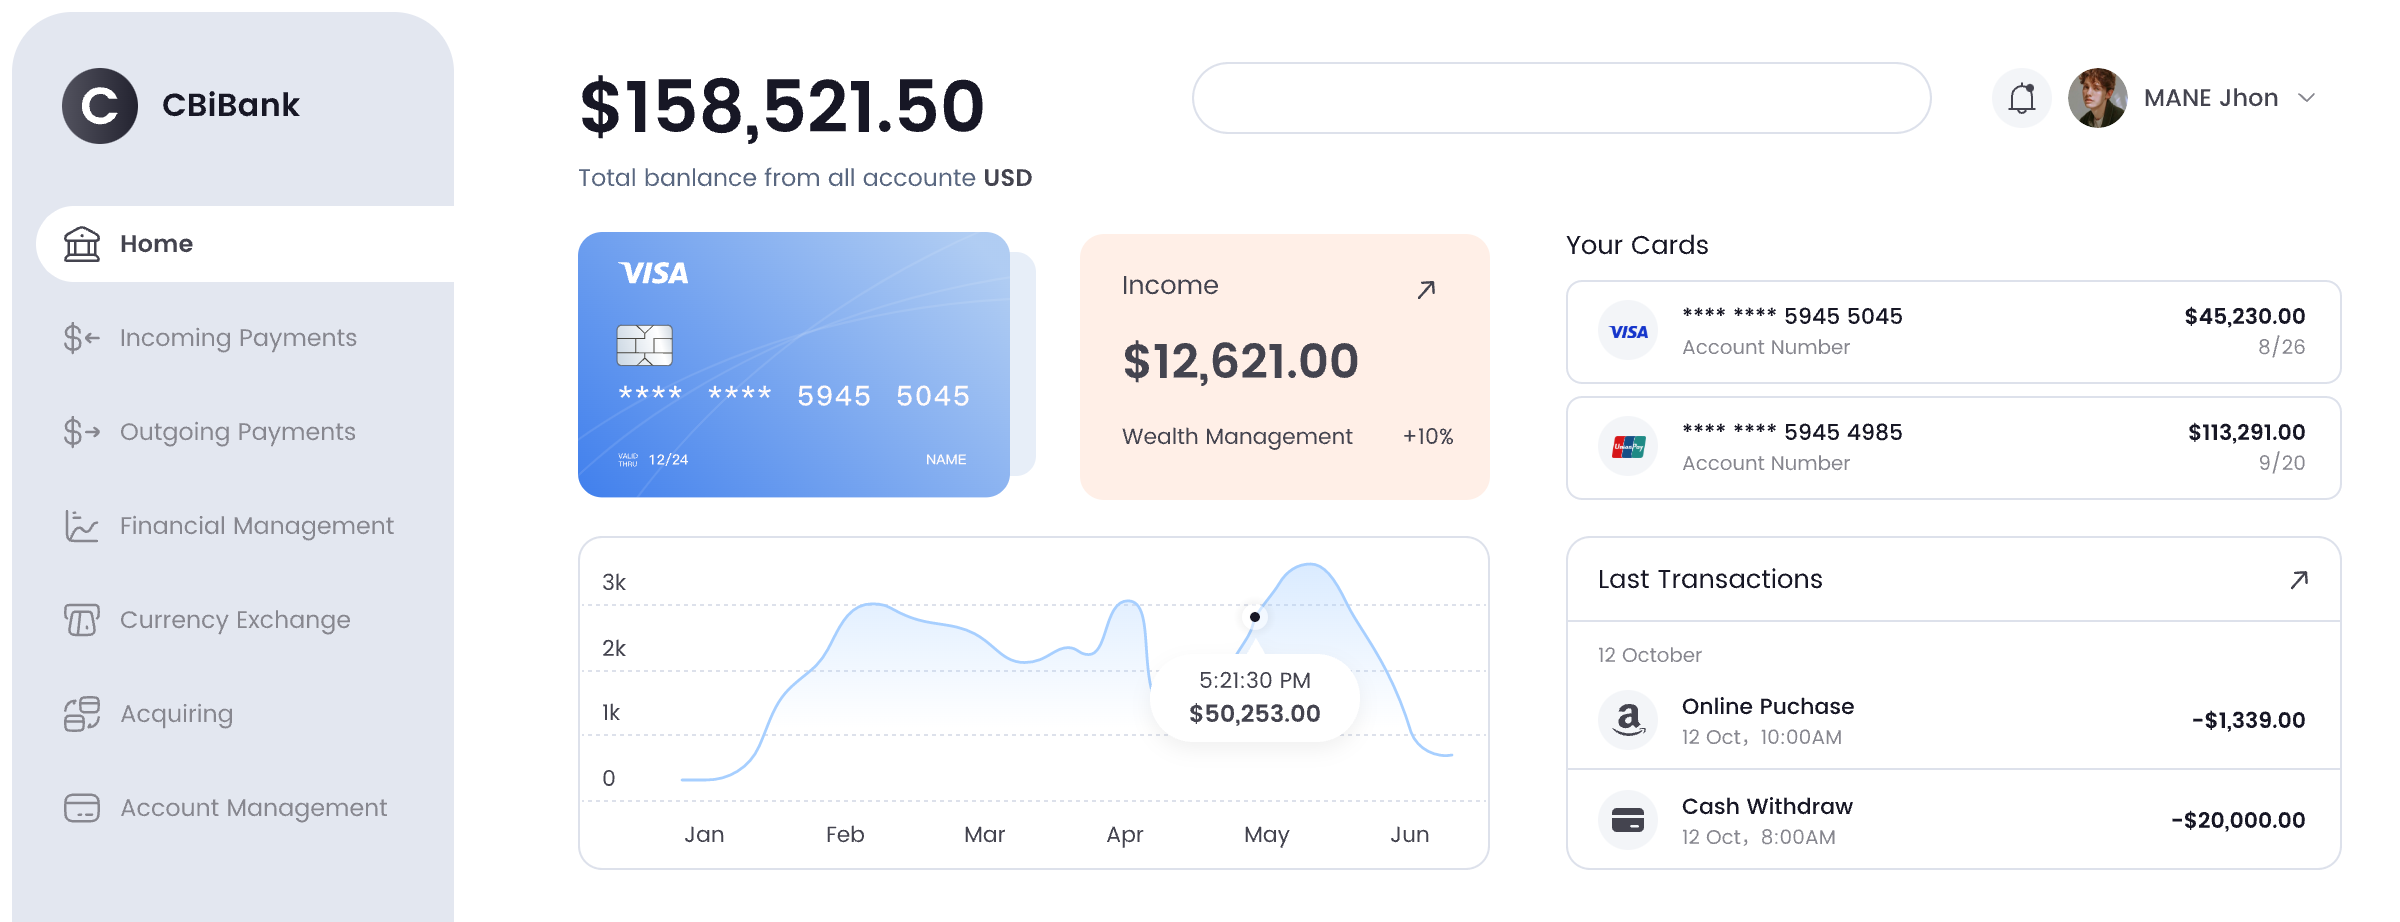 C
CBiBank
Home
Incoming Payments
Outgoing Payments
Financial Management
Currency Exchange
Acquiring
Account Management
$158,521.50
Total banlance from all accounte USD
MANE Jhon
VISA
**** **** 5945 5045
VALID
THRU 12/24
NAME
Income
$12,621.00
Wealth Management +10%
Your Cards
VISA
**** **** 5945 5045 $45,230.00
Account Number 8/26
UnionPay
**** **** 5945 4985 $113,291.00
Account Number 9/20
3k
2k
1k
0
5:21:30 PM
$50,253.00
Jan Feb Mar Apr May Jun
Last Transactions
12 October
a
Online Puchase -$1,339.00
12 Oct，10:00AM
Cash Withdraw -$20,000.00
12 Oct，8:00AM